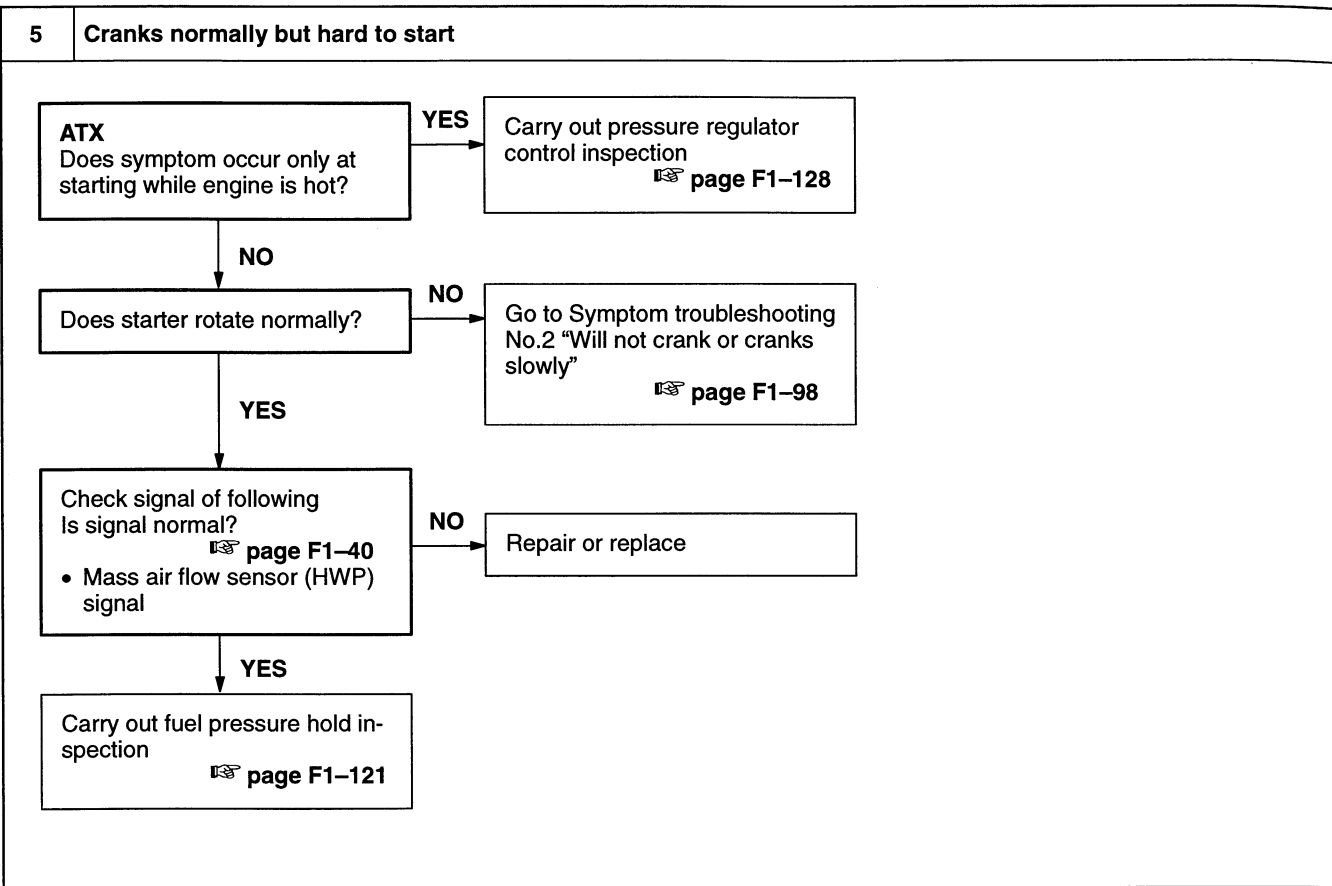 5 Cranks normally but hard to start
ATX
Does symptom occur only at
starting while engine is hot?
YES
Carry out pressure regulator
control inspection
☞ page F1–128
NO
Does starter rotate normally?
NO
Go to Symptom troubleshooting
No.2 “Will not crank or cranks
slowly”
☞ page F1–98
YES
Check signal of following
Is signal normal?
☞ page F1–40
• Mass air flow sensor (HWP)
signal
NO
Repair or replace
YES
Carry out fuel pressure hold in-
spection
☞ page F1–121